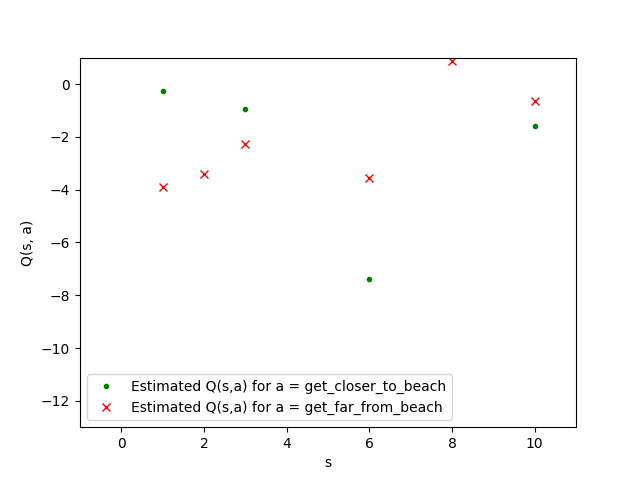 0
−2
−4
−6
−8
−10
−12
Q(s, a)
Estimated Q(s,a) for a = get_closer_to_beach
Estimated Q(s,a) for a = get_far_from_beach
0 2 4 6 8 10
s